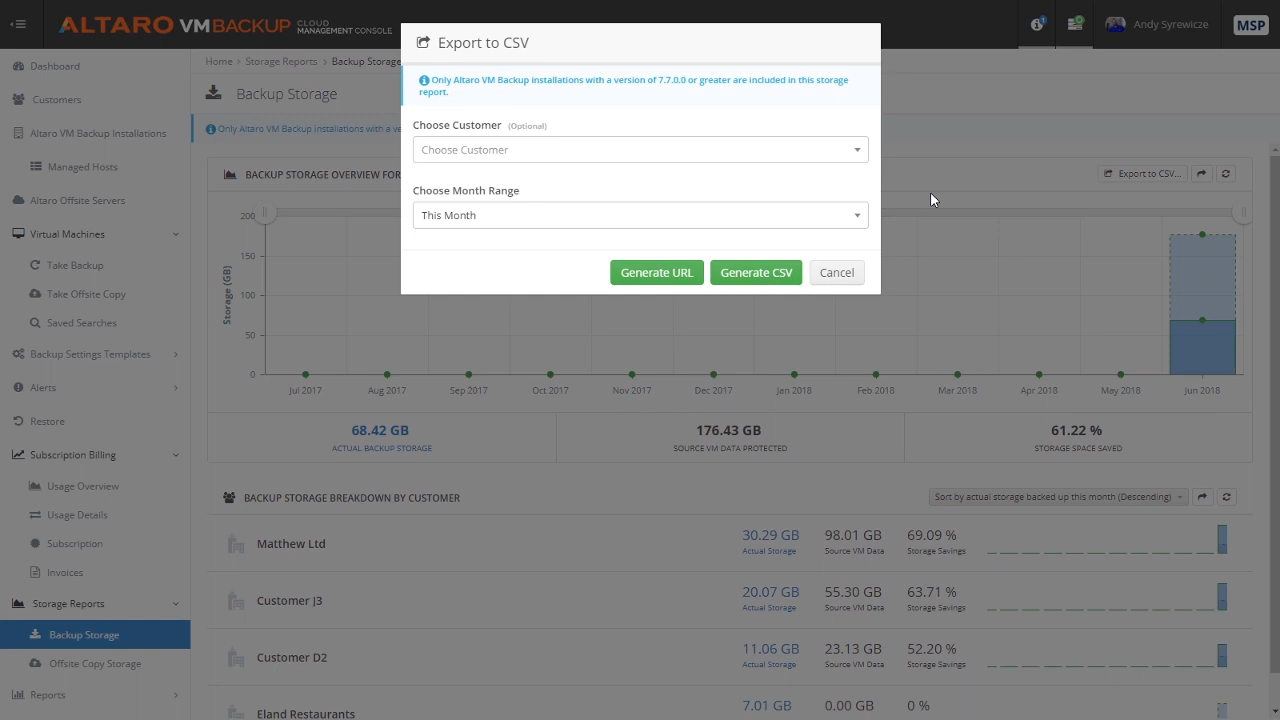 ALTARO VM BACKUP CLOUD MANAGEMENT CONSOLE
Andy Syrewicze
MSP
Dashboard
Customers
Altaro VM Backup Installations
Managed Hosts
Altaro Offsite Servers
Virtual Machines
Take Backup
Take Offsite Copy
Saved Searches
Backup Settings Templates
Alerts
Restore
Subscription Billing
Usage Overview
Usage Details
Subscription
Invoices
Storage Reports
Backup Storage
Offsite Copy Storage
Reports
Home > Storage Reports > Backup Storage
Backup Storage
Only Altaro VM Backup installations with a ve
Export to CSV
Only Altaro VM Backup installations with a version of 7.7.0.0 or greater are included in this storage
report.
Choose Customer (Optional)
Choose Customer
Choose Month Range
This Month
Generate URL
Generate CSV
Cancel
BACKUP STORAGE OVERVIEW FOR
Export to CSV...
Storage (GB)
200
150
100
50
0
Jul 2017
Aug 2017
Sep 2017
Oct 2017
Nov 2017
Dec 2017
Jan 2018
Feb 2018
Mar 2018
Apr 2018
May 2018
Jun 2018
68.42 GB
ACTUAL BACKUP STORAGE
176.43 GB
SOURCE VM DATA PROTECTED
61.22 %
STORAGE SPACE SAVED
BACKUP STORAGE BREAKDOWN BY CUSTOMER
Sort by actual storage backed up this month (Descending)
Matthew Ltd
30.29 GB
Actual Storage
98.01 GB
Source VM Data
69.09 %
Storage Savings
Customer J3
20.07 GB
Actual Storage
55.30 GB
Source VM Data
63.71 %
Storage Savings
Customer D2
11.06 GB
Actual Storage
23.13 GB
Source VM Data
52.20 %
Storage Savings
Eland Restaurants
7.01 GB
0.00 GB
0 %